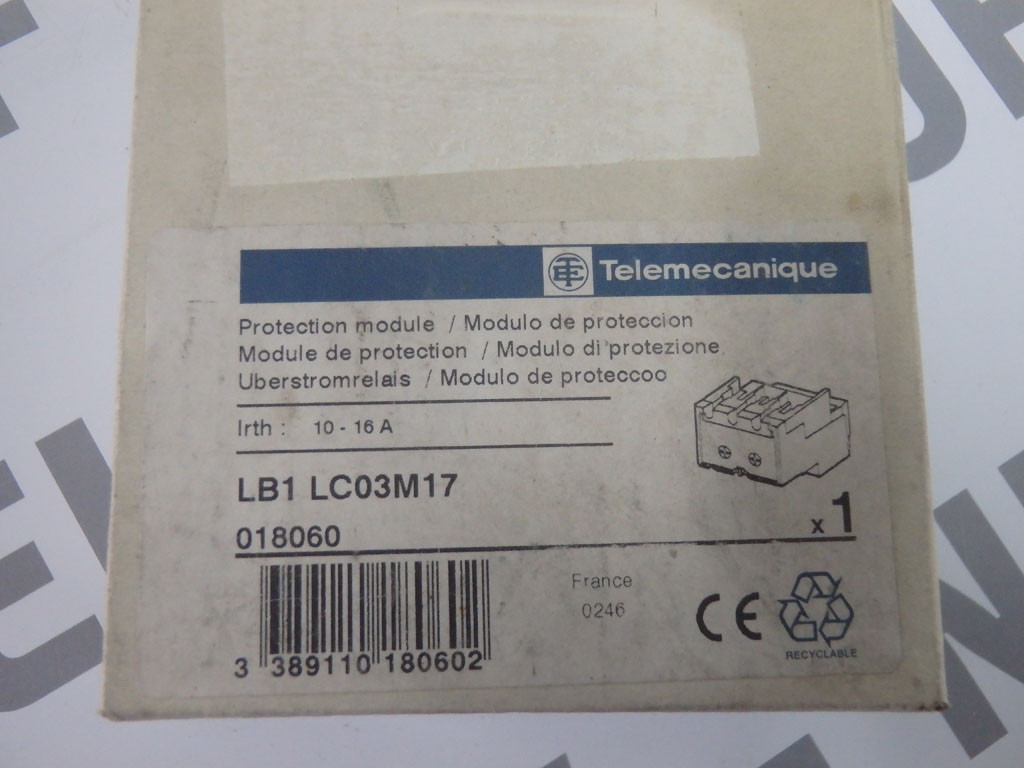 Telemecanique
Protection module / Modulo de proteccion
Module de protection / Modulo di protezione
Uberstromrelais / Modulo de proteccoo
Irth : 10 - 16 A
LB1 LC03M17
x 1
018060
France
0246
CE
RECYCLABLE
3 389110 180602